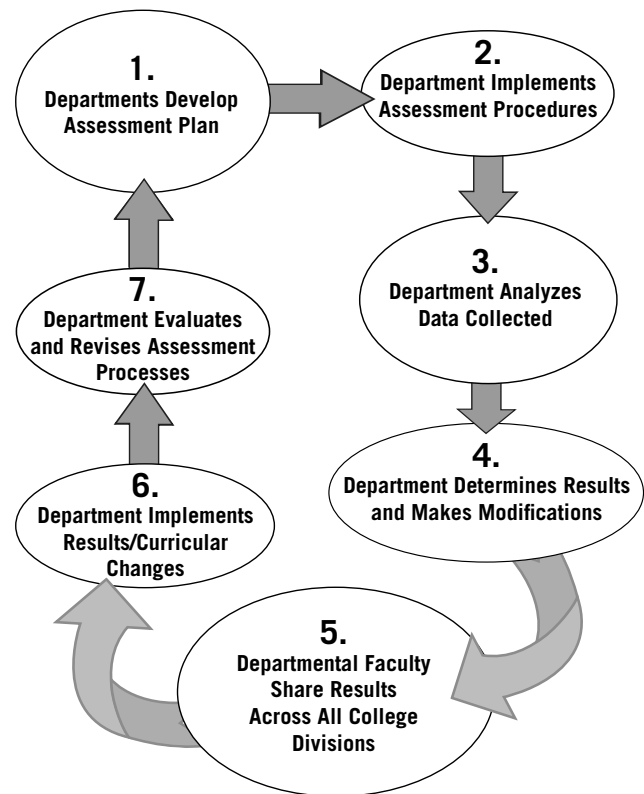 1.
Departments Develop
Assessment Plan
2.
Department Implements
Assessment Procedures
3.
Department Analyzes
Data Collected
4.
Department Determines Results
and Makes Modifications
5.
Departmental Faculty
Share Results
Across All College
Divisions
6.
Department Implements
Results/Curricular
Changes
7.
Department Evaluates
and Revises Assessment
Processes